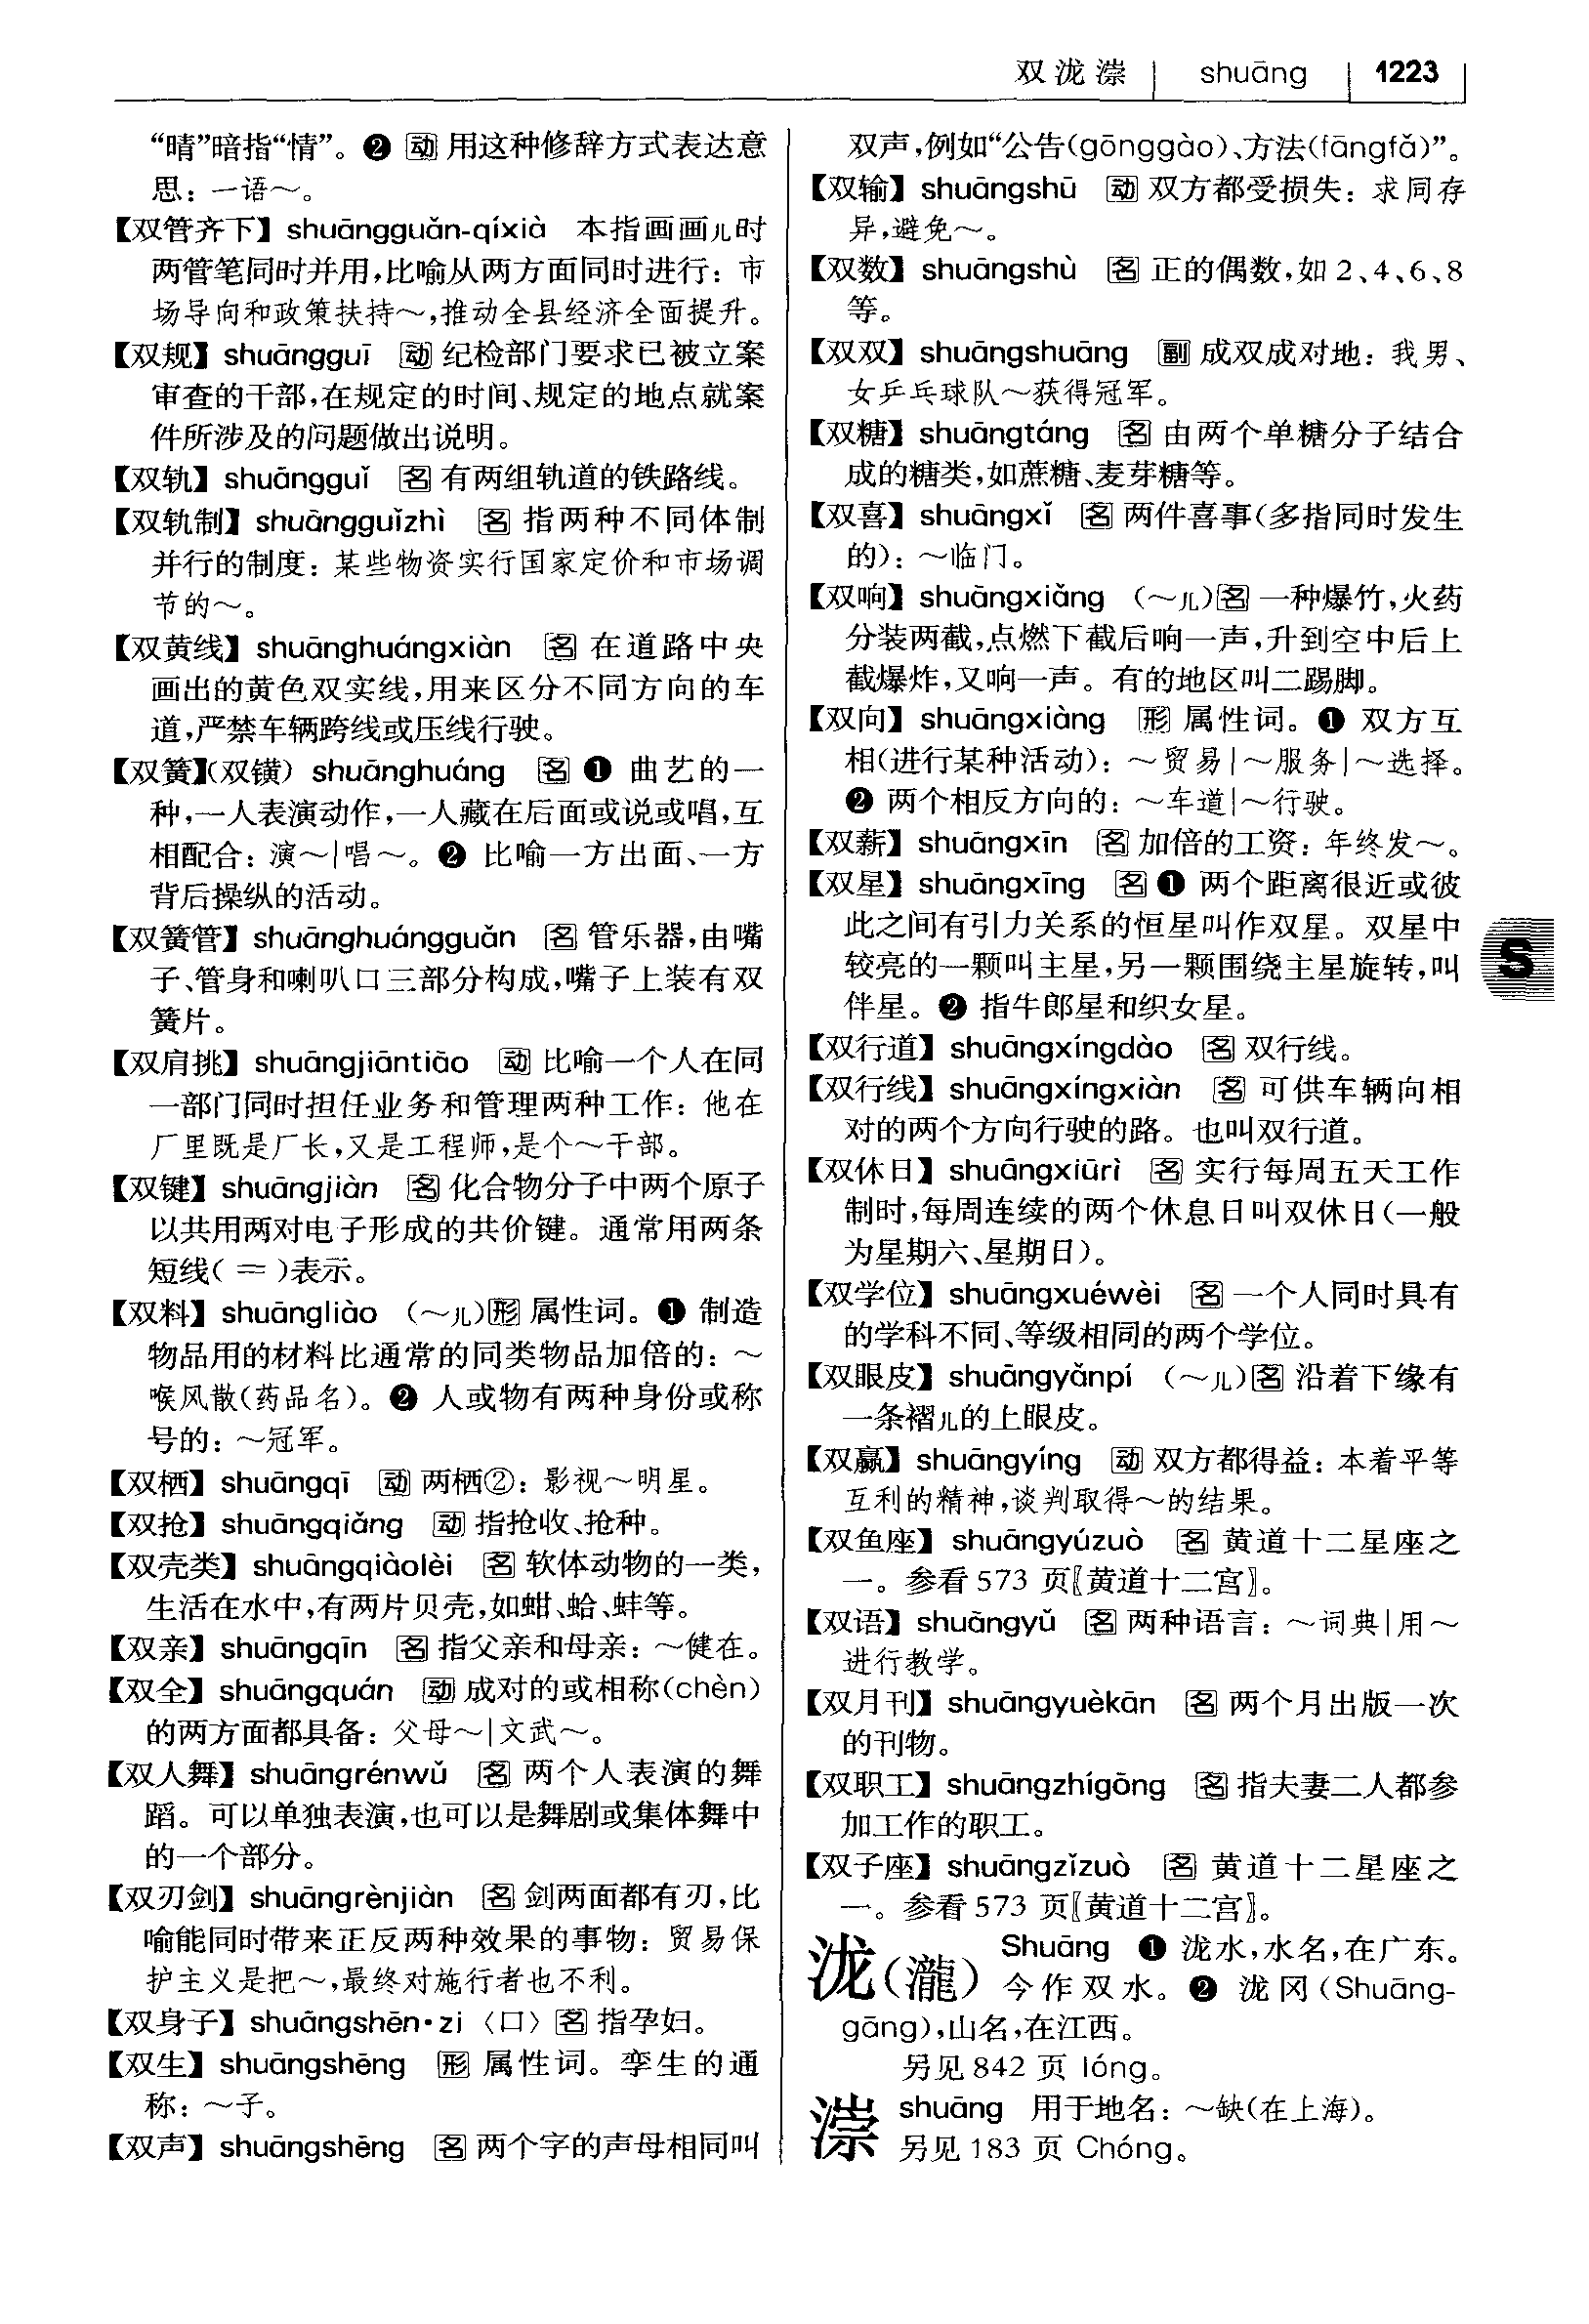 双泷漴 | shuāng | 1223
“晴”暗指“情”。❷ 动 用这种修辞方式表达意
思：一语～。
【双管齐下】shuāngguǎn-qíxià 本指画画儿时
两管笔同时并用，比喻从两方面同时进行：市
场导向和政策扶持～，推动全县经济全面提升。
【双规】shuāngguī 动 纪检部门要求已被立案
审查的干部，在规定的时间、规定的地点就案
件所涉及的问题做出说明。
【双轨】shuāngguǐ 名 有两组轨道的铁路线。
【双轨制】shuāngguǐzhì 名 指两种不同体制
并行的制度：某些物资实行国家定价和市场调
节的～。
【双黄线】shuānghuángxiàn 名 在道路中央
画出的黄色双实线，用来区分不同方向的车
道，严禁车辆跨线或压线行驶。
【双簧】(双锽) shuānghuáng 名 ❶ 曲艺的一
种，一人表演动作，一人藏在后面或说或唱，互
相配合：演～|唱～。❷ 比喻一方出面、一方
背后操纵的活动。
【双簧管】shuānghuángguǎn 名 管乐器，由嘴
子、管身和喇叭口三部分构成，嘴子上装有双
簧片。
【双肩挑】shuāngjiāntiāo 动 比喻一个人在同
一部门同时担任业务和管理两种工作：他在
厂里既是厂长，又是工程师，是个～干部。
【双键】shuāngjiàn 名 化合物分子中两个原子
以共用两对电子形成的共价键。通常用两条
短线( ═ )表示。
【双料】shuāngliào (～儿)形 属性词。❶ 制造
物品用的材料比通常的同类物品加倍的：～
喉风散(药品名)。❷ 人或物有两种身份或称
号的：～冠军。
【双栖】shuāngqī 动 两栖②：影视～明星。
【双抢】shuāngqiǎng 动 指抢收、抢种。
【双壳类】shuāngqiàolèi 名 软体动物的一类，
生活在水中，有两片贝壳，如蚶、蛤、蚌等。
【双亲】shuāngqīn 名 指父亲和母亲：～健在。
【双全】shuāngquán 动 成对的或相称(chèn)
的两方面都具备：父母～|文武～。
【双人舞】shuāngrénwǔ 名 两个人表演的舞
蹈。可以单独表演，也可以是舞剧或集体舞中
的一个部分。
【双刃剑】shuāngrènjiàn 名 剑两面都有刃，比
喻能同时带来正反两种效果的事物：贸易保
护主义是把～，最终对施行者也不利。
【双身子】shuāngshēn•zi 〈口〉名 指孕妇。
【双生】shuāngshēng 形 属性词。孪生的通
称：～子。
【双声】shuāngshēng 名 两个字的声母相同叫
双声，例如“公告(gōnggào)、方法(fāngfǎ)”。
【双输】shuāngshū 动 双方都受损失：求同存
异，避免～。
【双数】shuāngshù 名 正的偶数，如 2、4、6、8
等。
【双双】shuāngshuāng 副 成双成对地：我男、
女乒乓球队～获得冠军。
【双糖】shuāngtáng 名 由两个单糖分子结合
成的糖类，如蔗糖、麦芽糖等。
【双喜】shuāngxǐ 名 两件喜事(多指同时发生
的)：～临门。
【双响】shuāngxiǎng (～儿)名 一种爆竹，火药
分装两截，点燃下截后响一声，升到空中后上
截爆炸，又响一声。有的地区叫二踢脚。
【双向】shuāngxiàng 形 属性词。❶ 双方互
相(进行某种活动)：～贸易|～服务|～选择。
❷ 两个相反方向的：～车道|～行驶。
【双薪】shuāngxīn 名 加倍的工资：年终发～。
【双星】shuāngxīng 名 ❶ 两个距离很近或彼
此之间有引力关系的恒星叫作双星。双星中
较亮的一颗叫主星，另一颗围绕主星旋转，叫
伴星。❷ 指牛郎星和织女星。
【双行道】shuāngxíngdào 名 双行线。
【双行线】shuāngxíngxiàn 名 可供车辆向相
对的两个方向行驶的路。也叫双行道。
【双休日】shuāngxiūrì 名 实行每周五天工作
制时，每周连续的两个休息日叫双休日(一般
为星期六、星期日)。
【双学位】shuāngxuéwèi 名 一个人同时具有
的学科不同、等级相同的两个学位。
【双眼皮】shuāngyǎnpí (～儿)名 沿着下缘有
一条褶儿的上眼皮。
【双赢】shuāngyíng 动 双方都得益：本着平等
互利的精神，谈判取得～的结果。
【双鱼座】shuāngyúzuò 名 黄道十二星座之
一。参看 573 页〖黄道十二宫〗。
【双语】shuāngyǔ 名 两种语言：～词典|用～
进行教学。
【双月刊】shuāngyuèkān 名 两个月出版一次
的刊物。
【双职工】shuāngzhígōng 名 指夫妻二人都参
加工作的职工。
【双子座】shuāngzǐzuò 名 黄道十二星座之
一。参看 573 页〖黄道十二宫〗。
泷(瀧) Shuāng ❶ 泷水，水名，在广东。
今作双水。❷ 泷冈(Shuāng-
gāng)，山名，在江西。
另见 842 页 lóng。
漴 shuāng 用于地名：～缺(在上海)。
另见 183 页 Chóng。
S